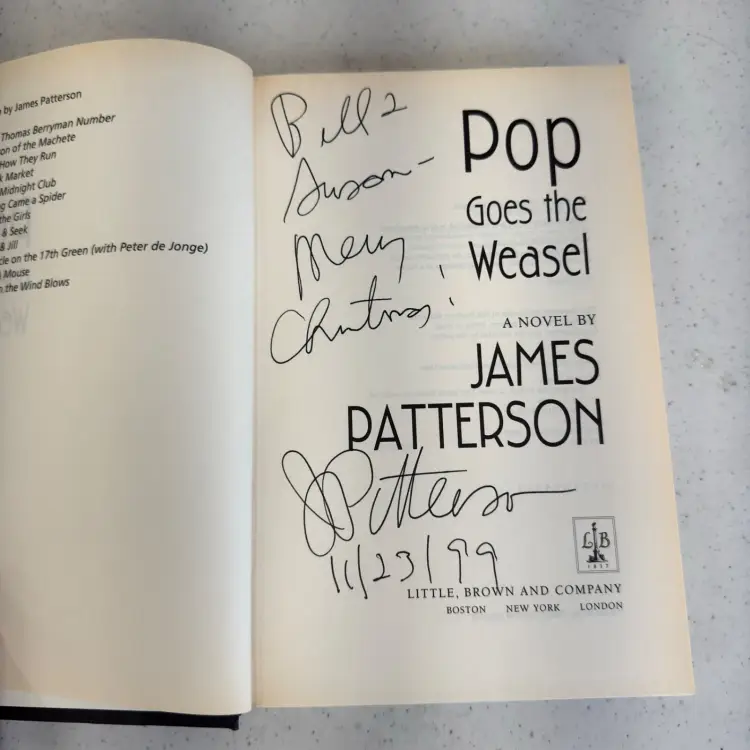 by James Patterson
Thomas Berryman Number
on of the Machete
How They Run
k Market
Midnight Club
g Came a Spider
the Girls
& Seek
& Jill
cle on the 17th Green (with Peter de Jonge)
Mouse
n the Wind Blows
Bill &
Susan-
Merry
Christmas!
Pop
Goes the
Weasel
A NOVEL BY
JAMES
PATTERSON
J Patterson
11/23/99
L B
1837
LITTLE, BROWN AND COMPANY
BOSTON NEW YORK LONDON